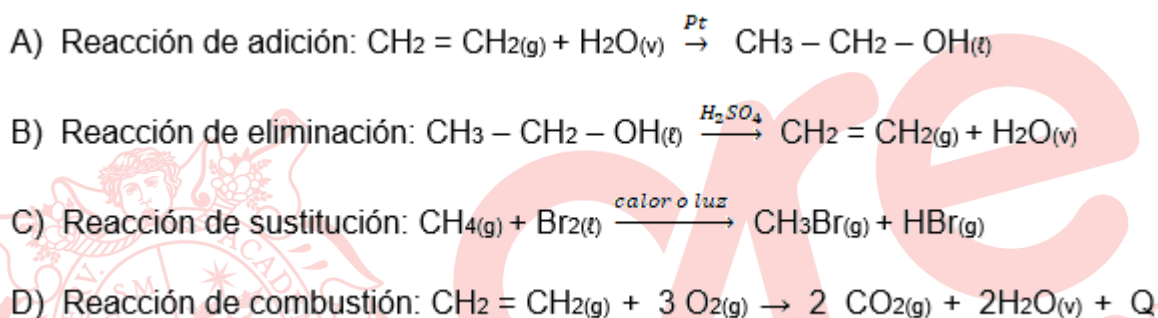 A) Reacción de adición: CH2 = CH2(g) + H2O(v) Pt → CH3 – CH2 – OH(ℓ)
B) Reacción de eliminación: CH3 – CH2 – OH(ℓ) H₂SO₄ → CH2 = CH2(g) + H2O(v)
C) Reacción de sustitución: CH4(g) + Br2(ℓ) calor o luz → CH3Br(g) + HBr(g)
D) Reacción de combustión: CH2 = CH2(g) + 3 O2(g) → 2 CO2(g) + 2H2O(v) + Q
cre